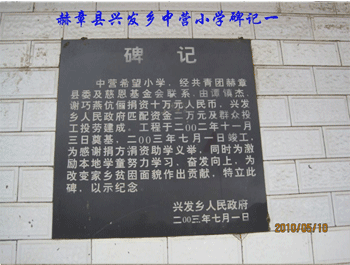 赫章县兴发乡中营小学碑记一
碑记
中营希望小学,经共青团赫章
县委及慈恩基金会联系,由谭镇杰、
谢巧燕伉俪捐资十万元人民币,兴发
乡人民政府匹配资金二万元及群众投
工投劳建成,工程于二00二年十一月
三日奠基,二00三年七月一日竣工,
为感谢捐方涓资助学义举,同时为激
励本地学童努力学习,奋发向上,为
改变家乡贫困面貌作出贡献,特立此
碑,以示纪念。
兴发乡人民政府
二00三年七月一日
2010/05/10